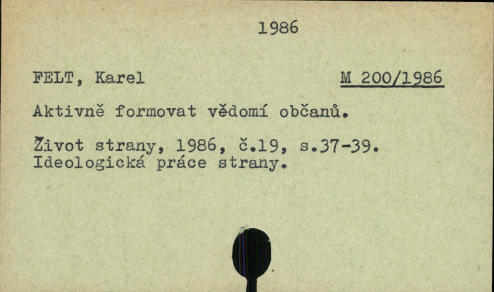 1986
FELT, Karel M 200/1986
Aktivně formovat vědomí občanů.
Život strany, 1986, č.19, s.37-39.
Ideologická práce strany.